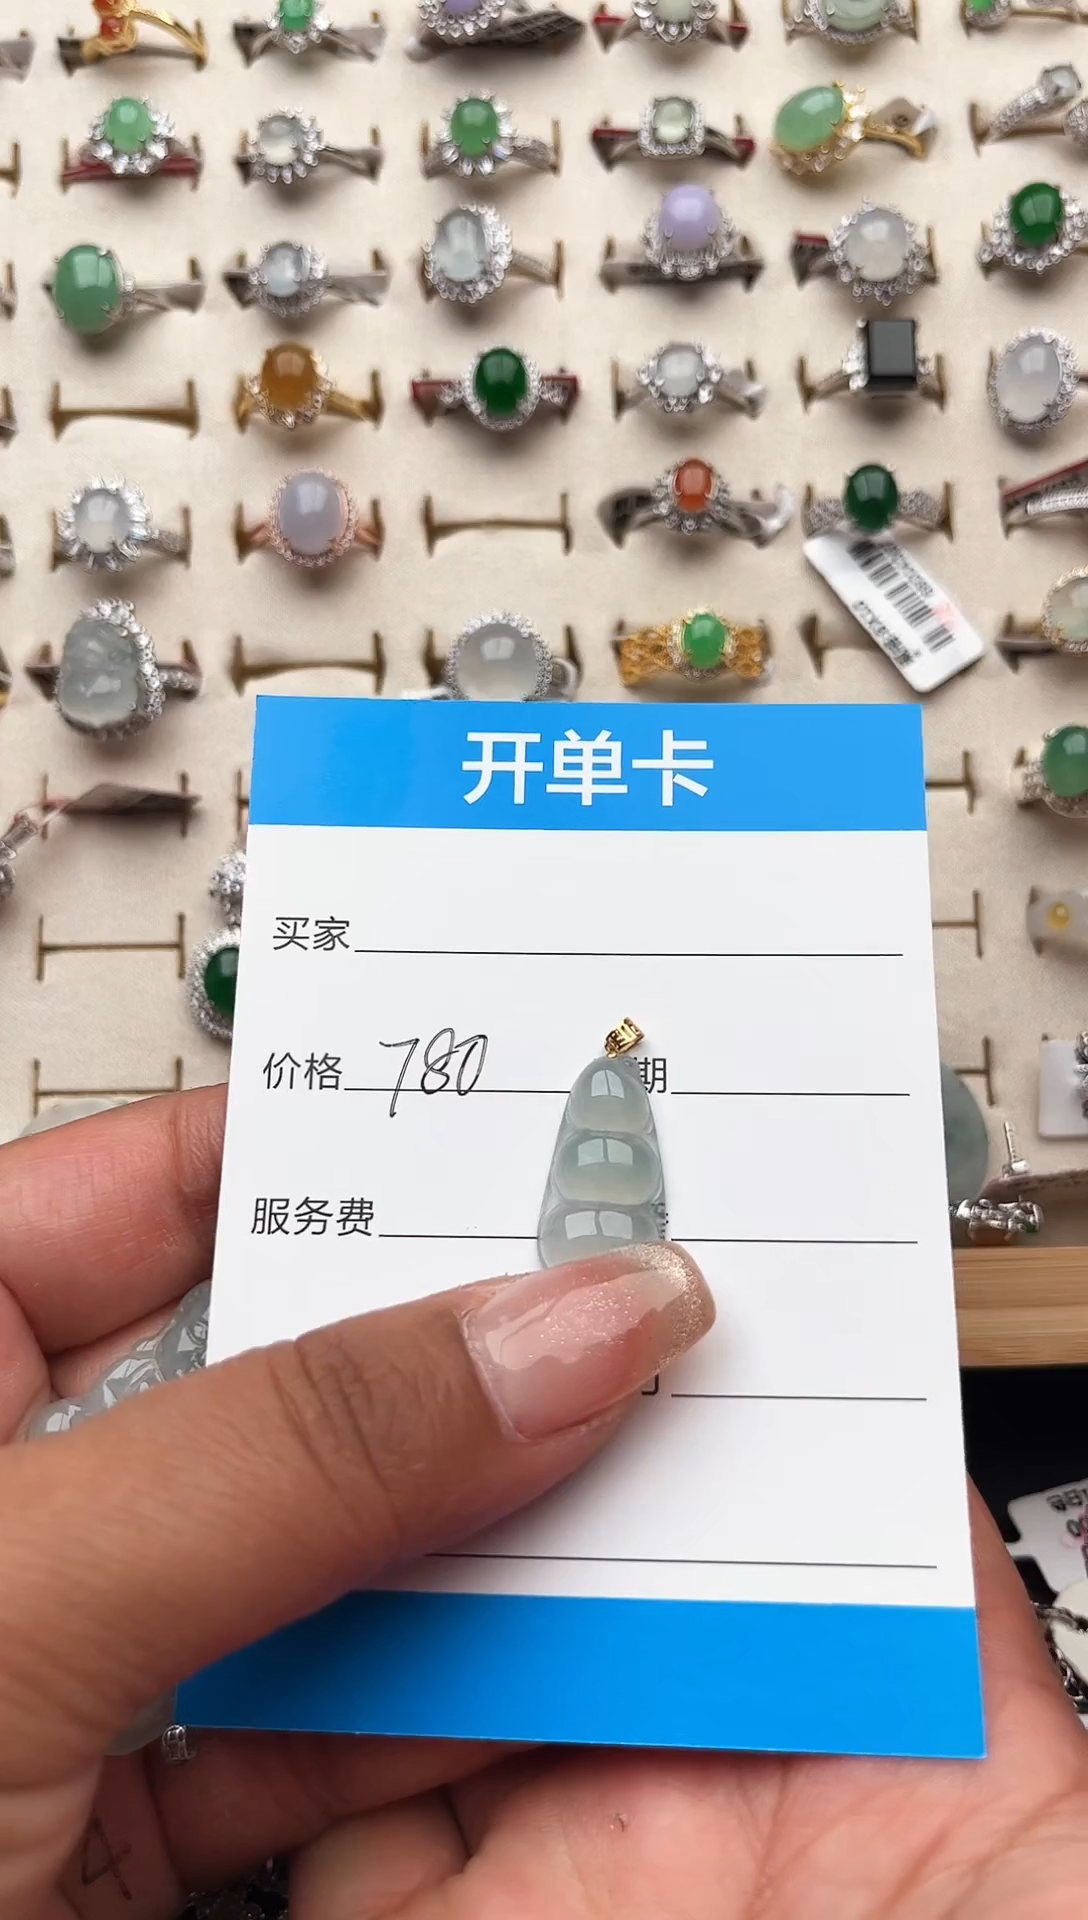 开单卡
买家
价格 780 期
服务费